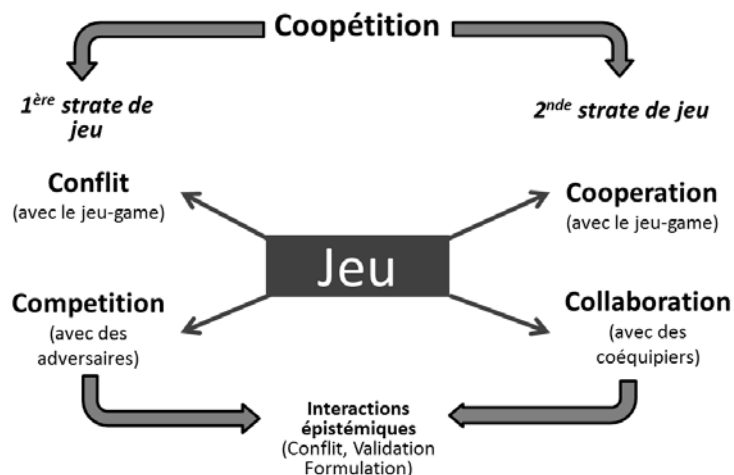 Coopétition
1ère strate de
jeu
2nde strate de jeu
Conflit
(avec le jeu-game)
Cooperation
(avec le jeu-game)
Jeu
Competition
(avec des
adversaires)
Collaboration
(avec des
coéquipiers)
Interactions
épistémiques
(Conflit, Validation
Formulation)